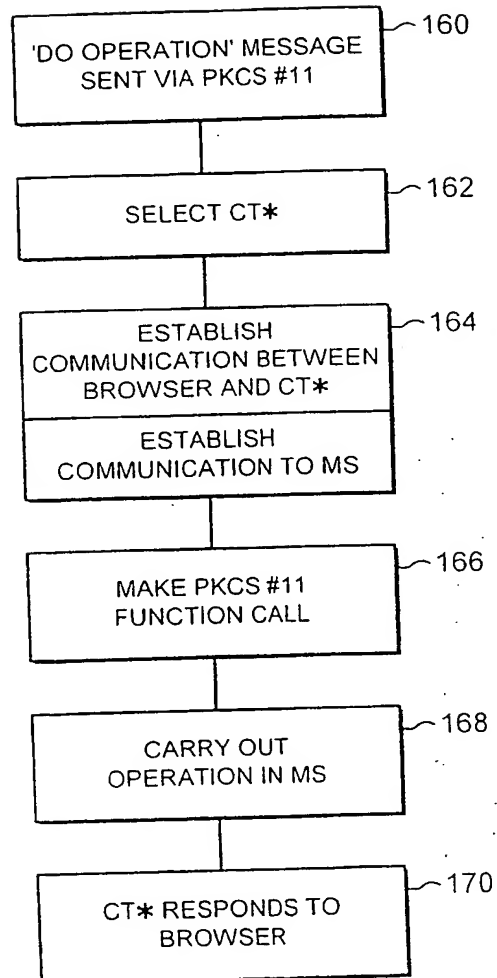 'DO OPERATION' MESSAGE
SENT VIA PKCS #11
160
SELECT CT*
162
ESTABLISH
COMMUNICATION BETWEEN
BROWSER AND CT*
164
ESTABLISH
COMMUNICATION TO MS
MAKE PKCS #11
FUNCTION CALL
166
CARRY OUT
OPERATION IN MS
168
CT* RESPONDS TO
BROWSER
170